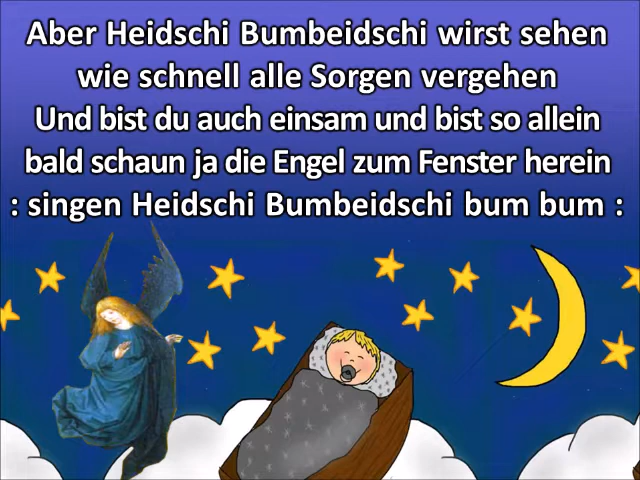 Aber Heidschi Bumbeidschi wirst sehen
wie schnell alle Sorgen vergehen
Und bist du auch einsam und bist so allein
bald schaun ja die Engel zum Fenster herein
: singen Heidschi Bumbeidschi bum bum :